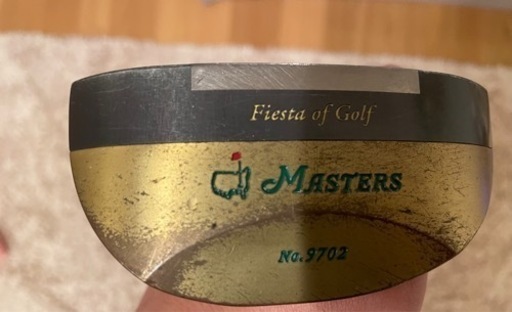 Fiesta of Golf
MASTERS
No.9702